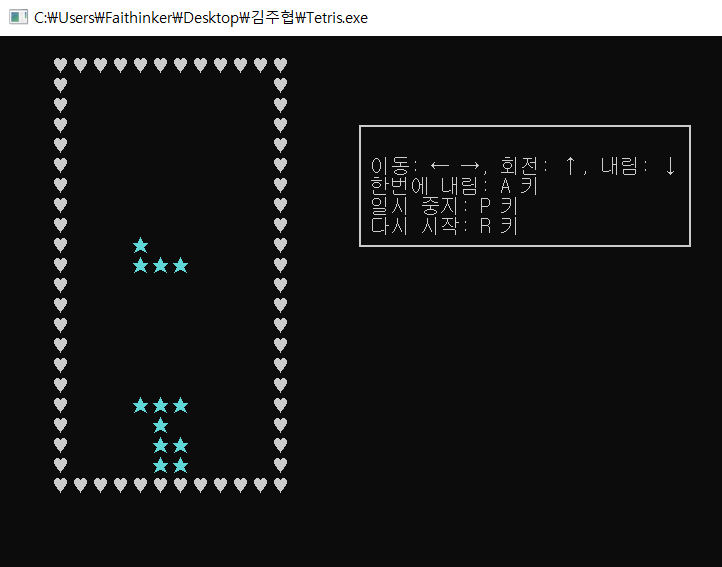 C:₩Users₩Faithinker₩Desktop₩김주협₩Tetris.exe
이동: ← →, 회전: ↑, 내림: ↓
한번에 내림: A 키
일시 중지: P 키
다시 시작: R 키